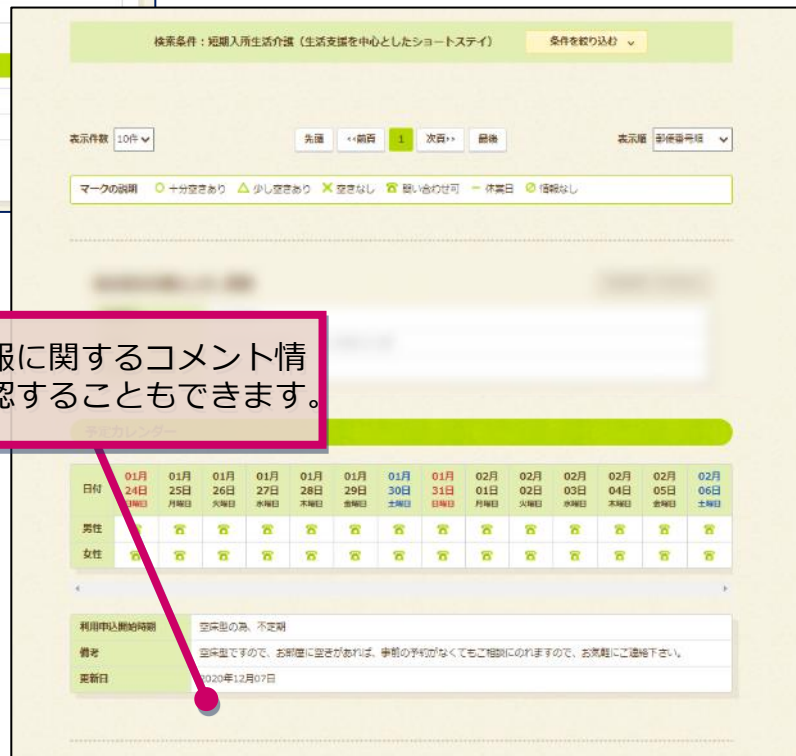 検索条件：短期入所生活介護（生活支援を中心としたショートステイ） 条件を絞り込む
表示件数 10件 先頭 <<前頁 1 次頁>> 最後 表示順 郵便番号順
マークの説明 ○ 十分空きあり △ 少し空きあり × 空きなし ☎ 問い合わせ可 － 休業日 ⊘ 情報なし
報に関するコメント情
認することもできます。
予定カレンダー
日付 01月24日日曜日 01月25日月曜日 01月26日火曜日 01月27日水曜日 01月28日木曜日 01月29日金曜日 01月30日土曜日 01月31日日曜日 02月01日月曜日 02月02日火曜日 02月03日水曜日 02月04日木曜日 02月05日金曜日 02月06日土曜日
男性 ☎ ☎ ☎ ☎ ☎ ☎ ☎ ☎ ☎ ☎ ☎ ☎ ☎ ☎
女性 ☎ ☎ ☎ ☎ ☎ ☎ ☎ ☎ ☎ ☎ ☎ ☎ ☎ ☎
利用申込開始時期 空床型の為、不定期
備考 空床型ですので、お部屋に空きがあれば、事前の予約がなくてもご相談にのれますので、お気軽にご連絡下さい。
更新日 2020年12月07日